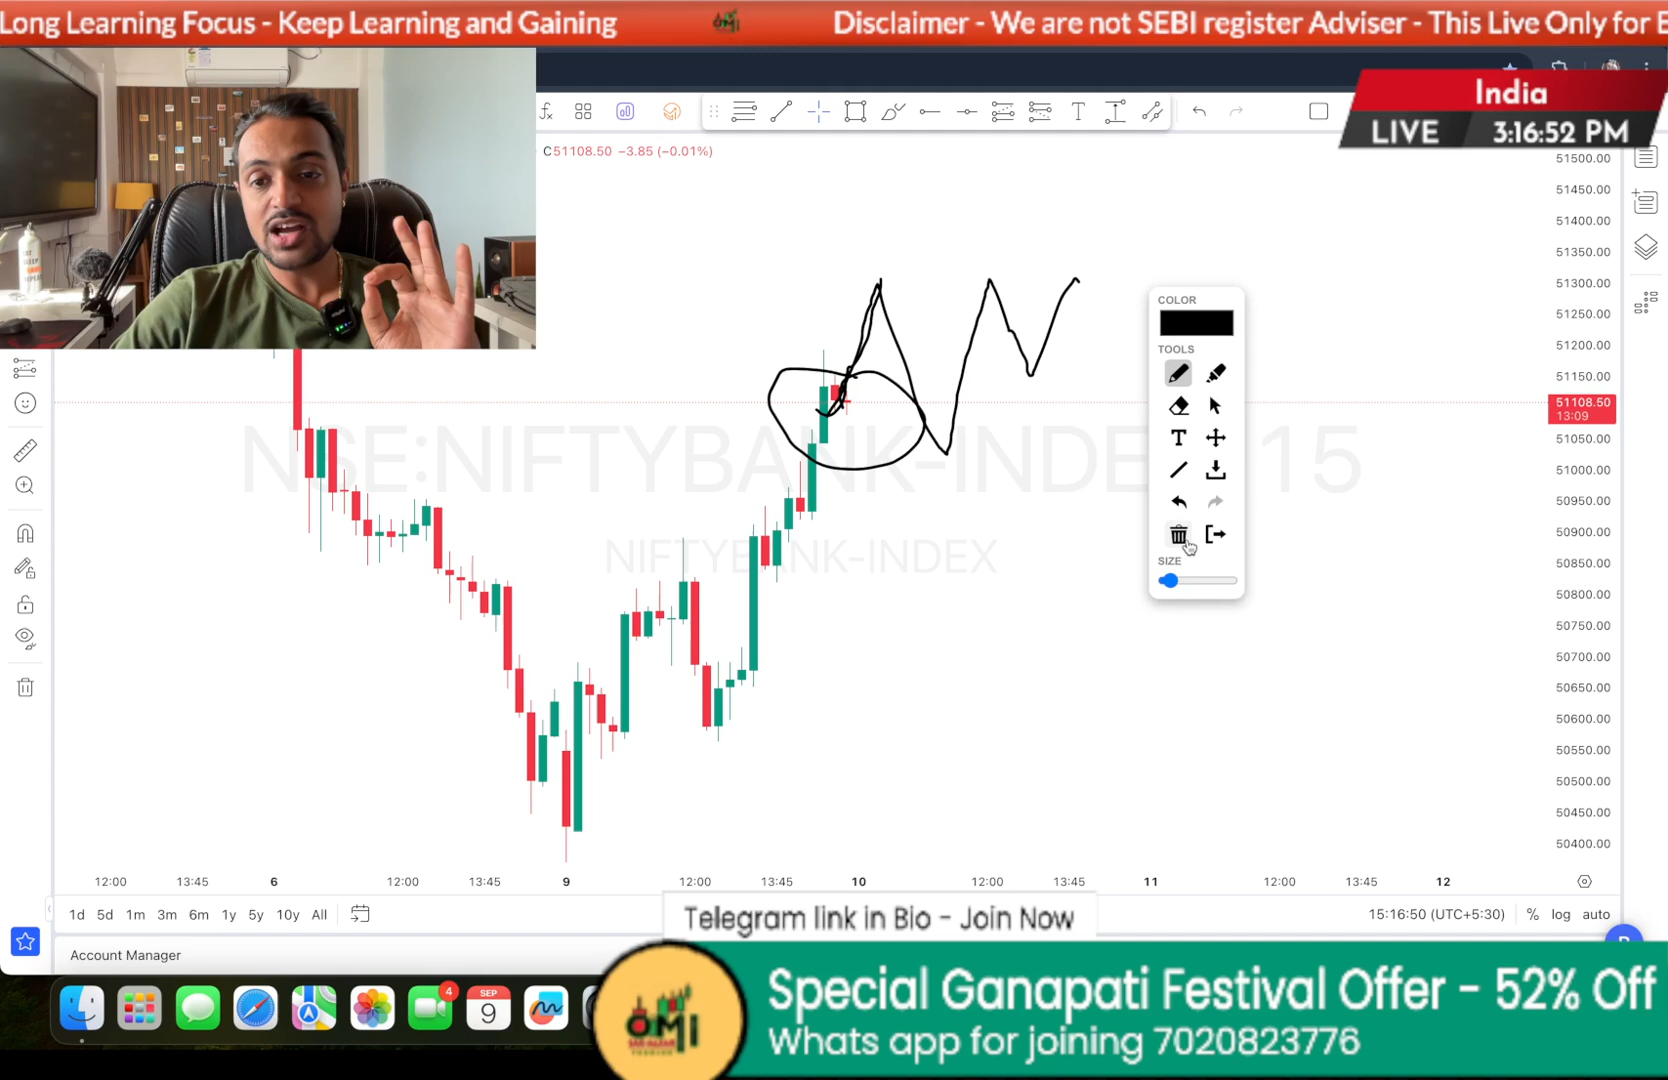 Long Learning Focus - Keep Learning and Gaining
Disclaimer - We are not SEBI register Adviser - This Live Only for E
India
LIVE 3:16:52 PM
C51108.50 −3.85 (−0.01%)
COLOR
TOOLS
SIZE
NSE:NIFTYBANK-INDEX 15
NIFTYBANK-INDEX
51500.00
51450.00
51400.00
51350.00
51300.00
51250.00
51200.00
51150.00
51108.50
13:09
51050.00
51000.00
50950.00
50900.00
50850.00
50800.00
50750.00
50700.00
50650.00
50600.00
50550.00
50500.00
50450.00
50400.00
12:00 13:45 6 12:00 13:45 9 12:00 13:45 10 12:00 13:45 11 12:00 13:45 12
1d 5d 1m 3m 6m 1y 5y 10y All
15:16:50 (UTC+5:30) % log auto
Telegram link in Bio - Join Now
Account Manager
4
SEP
9
OMi
Special Ganapati Festival Offer - 52% Off
Whats app for joining 7020823776